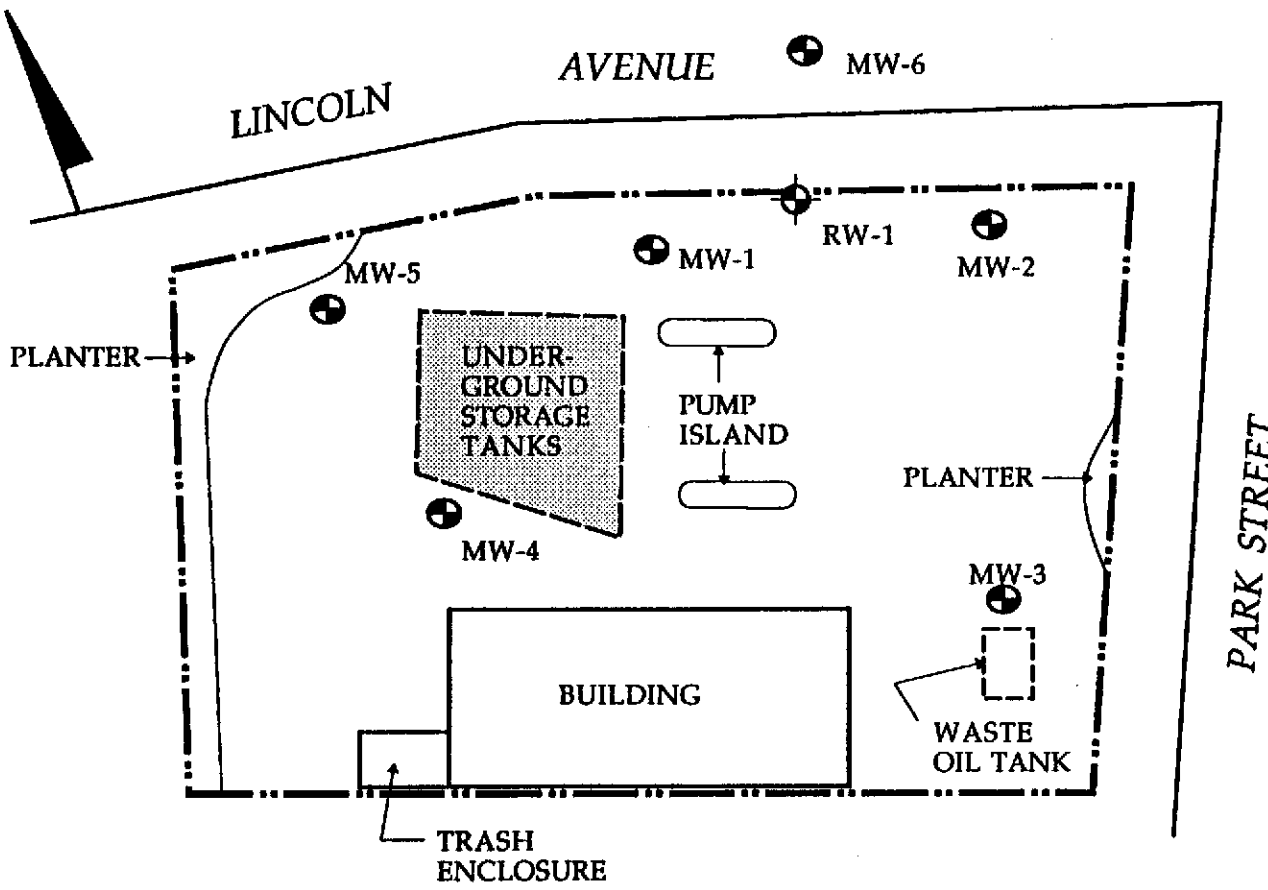 LINCOLN AVENUE
MW-6
RW-1
MW-1
MW-2
MW-5
PLANTER
UNDER-
GROUND
STORAGE
TANKS
PUMP
ISLAND
PLANTER
MW-4
MW-3
PARK STREET
BUILDING
WASTE
OIL TANK
TRASH
ENCLOSURE